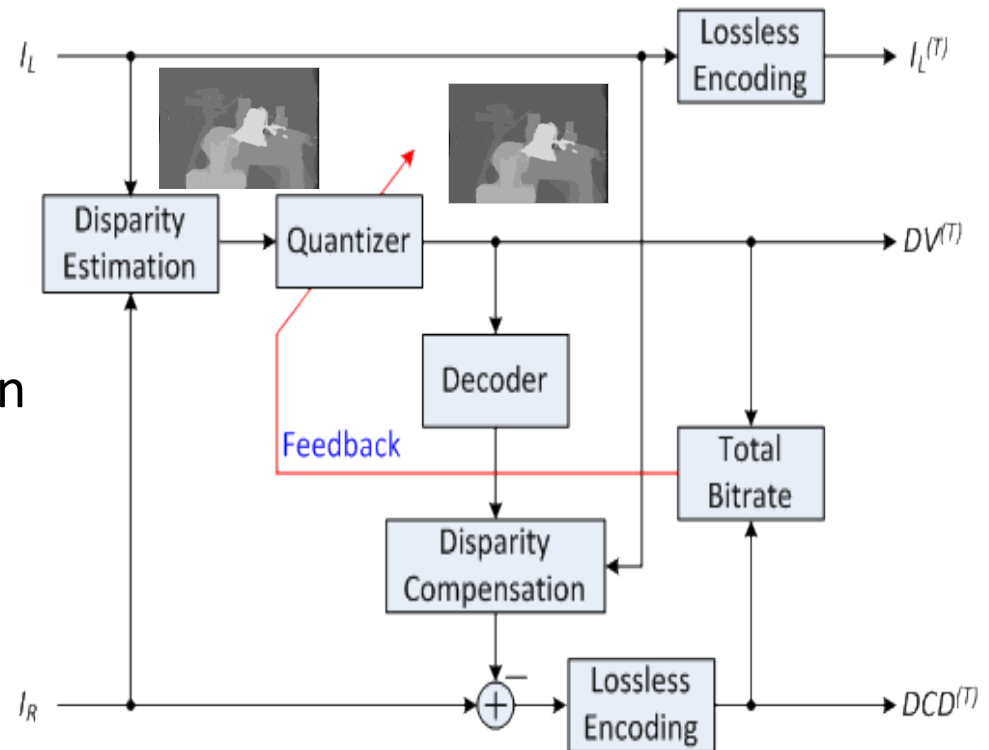 I_L
Lossless
Encoding
I_L^(T)
Disparity
Estimation
Quantizer
DV^(T)
n
Decoder
Feedback
Total
Bitrate
Disparity
Compensation
−
I_R
+
Lossless
Encoding
DCD^(T)